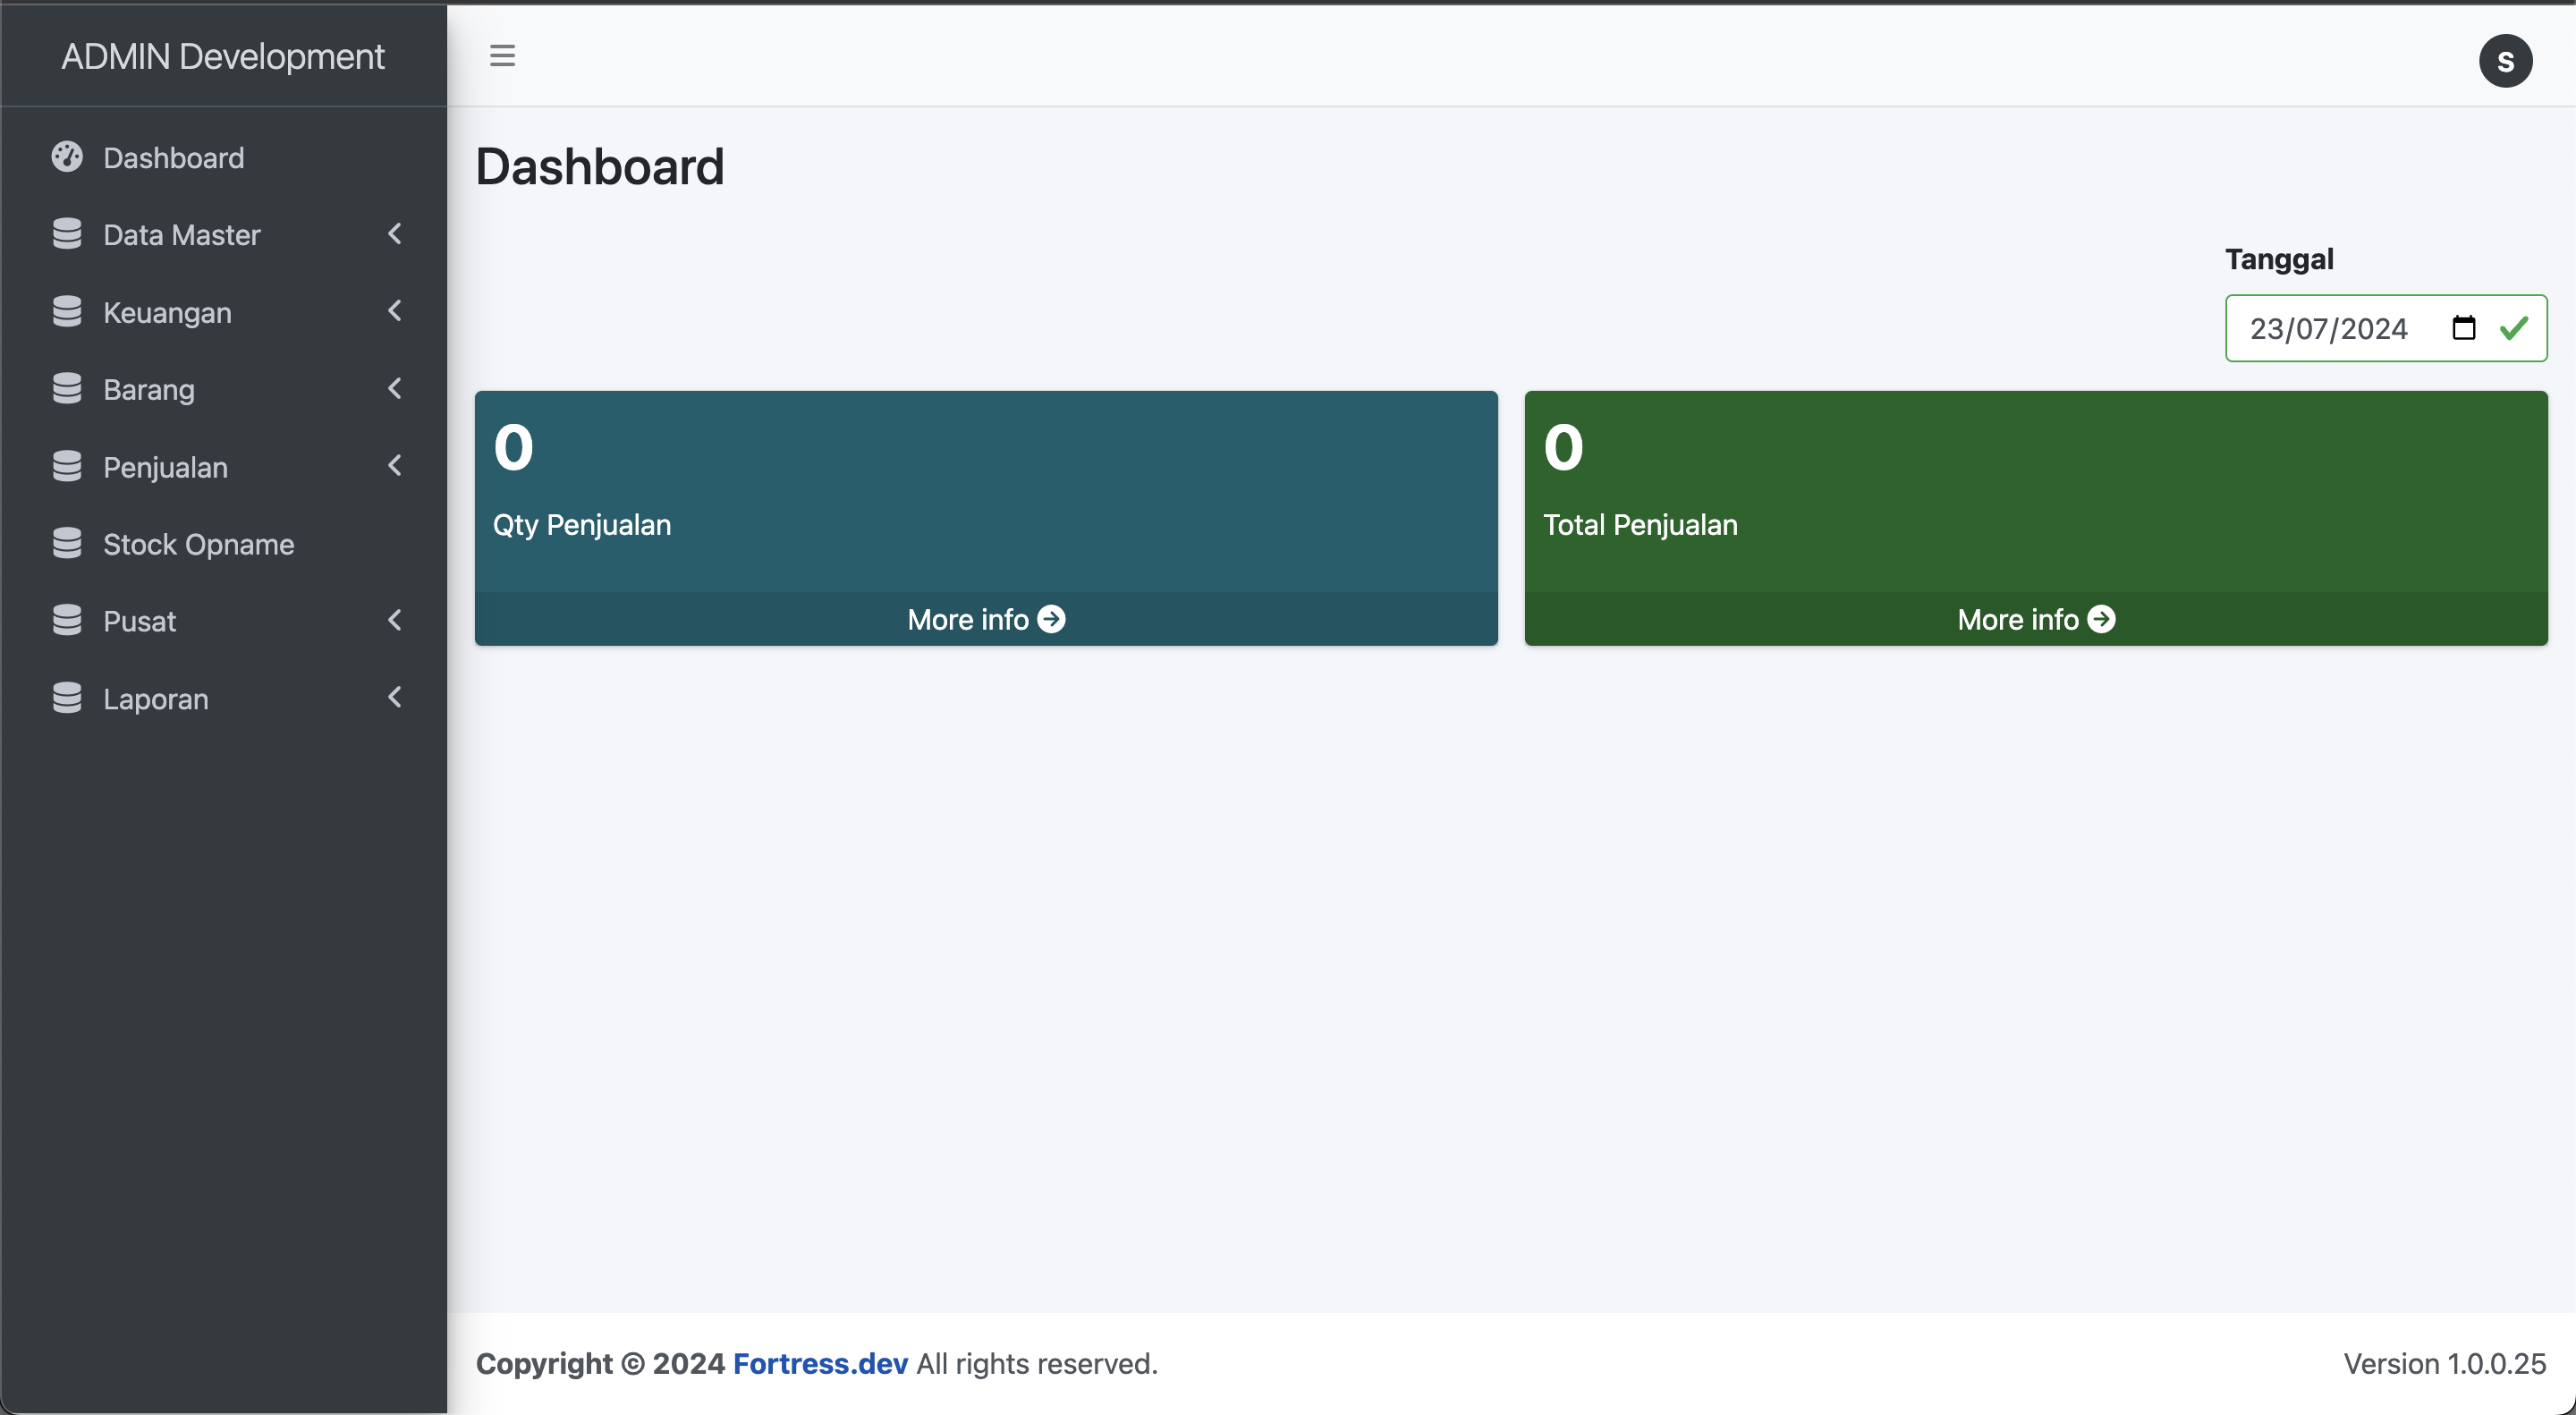 ADMIN Development
S
Dashboard
Data Master
Keuangan
Barang
Penjualan
Stock Opname
Pusat
Laporan
Dashboard
Tanggal
23/07/2024
0
Qty Penjualan
More info
0
Total Penjualan
More info
Copyright © 2024 Fortress.dev All rights reserved.
Version 1.0.0.25